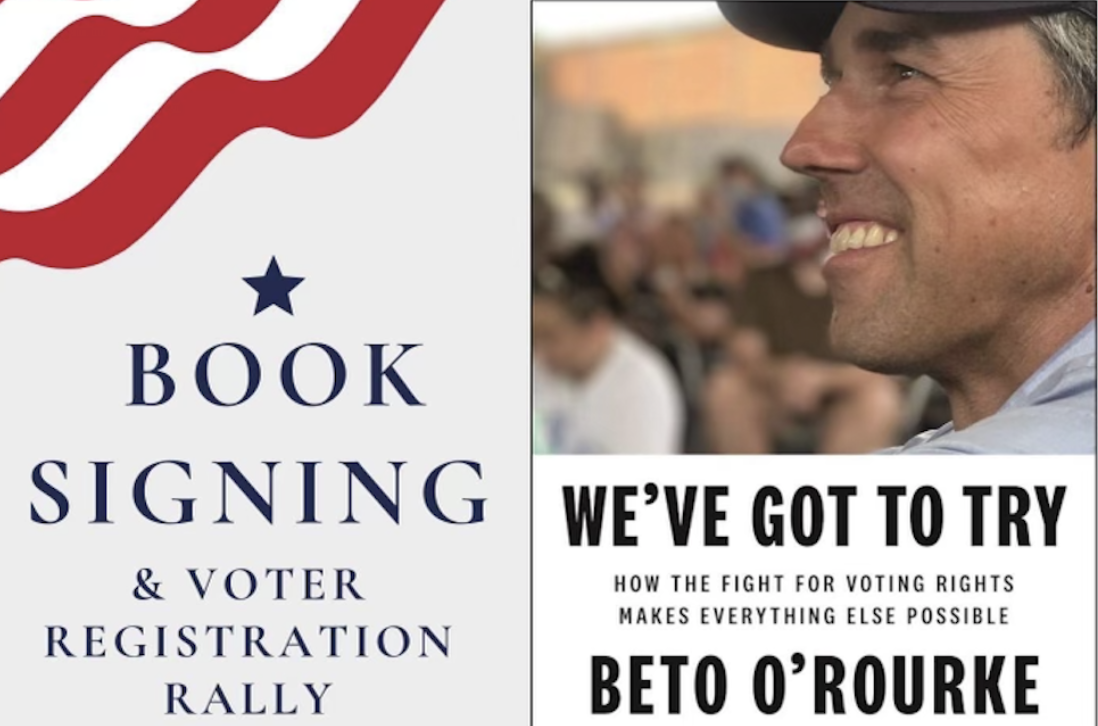 BOOK
SIGNING
& VOTER
REGISTRATION
RALLY
WE'VE GOT TO TRY
HOW THE FIGHT FOR VOTING RIGHTS
MAKES EVERYTHING ELSE POSSIBLE
BETO O'ROURKE